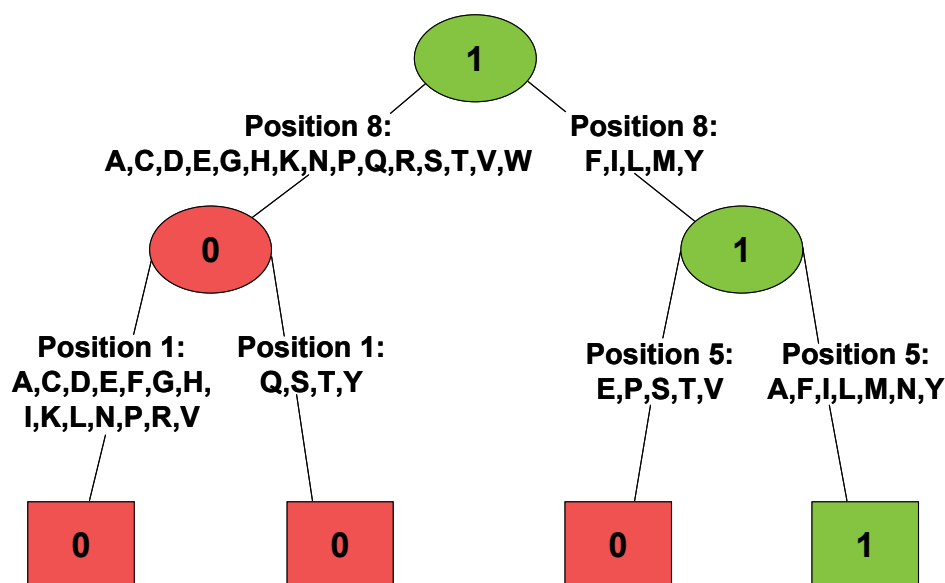 1
Position 8:
A,C,D,E,G,H,K,N,P,Q,R,S,T,V,W
Position 8:
F,I,L,M,Y
0
1
Position 1:
A,C,D,E,F,G,H,
I,K,L,N,P,R,V
Position 1:
Q,S,T,Y
Position 5:
E,P,S,T,V
Position 5:
A,F,I,L,M,N,Y
0
0
0
1